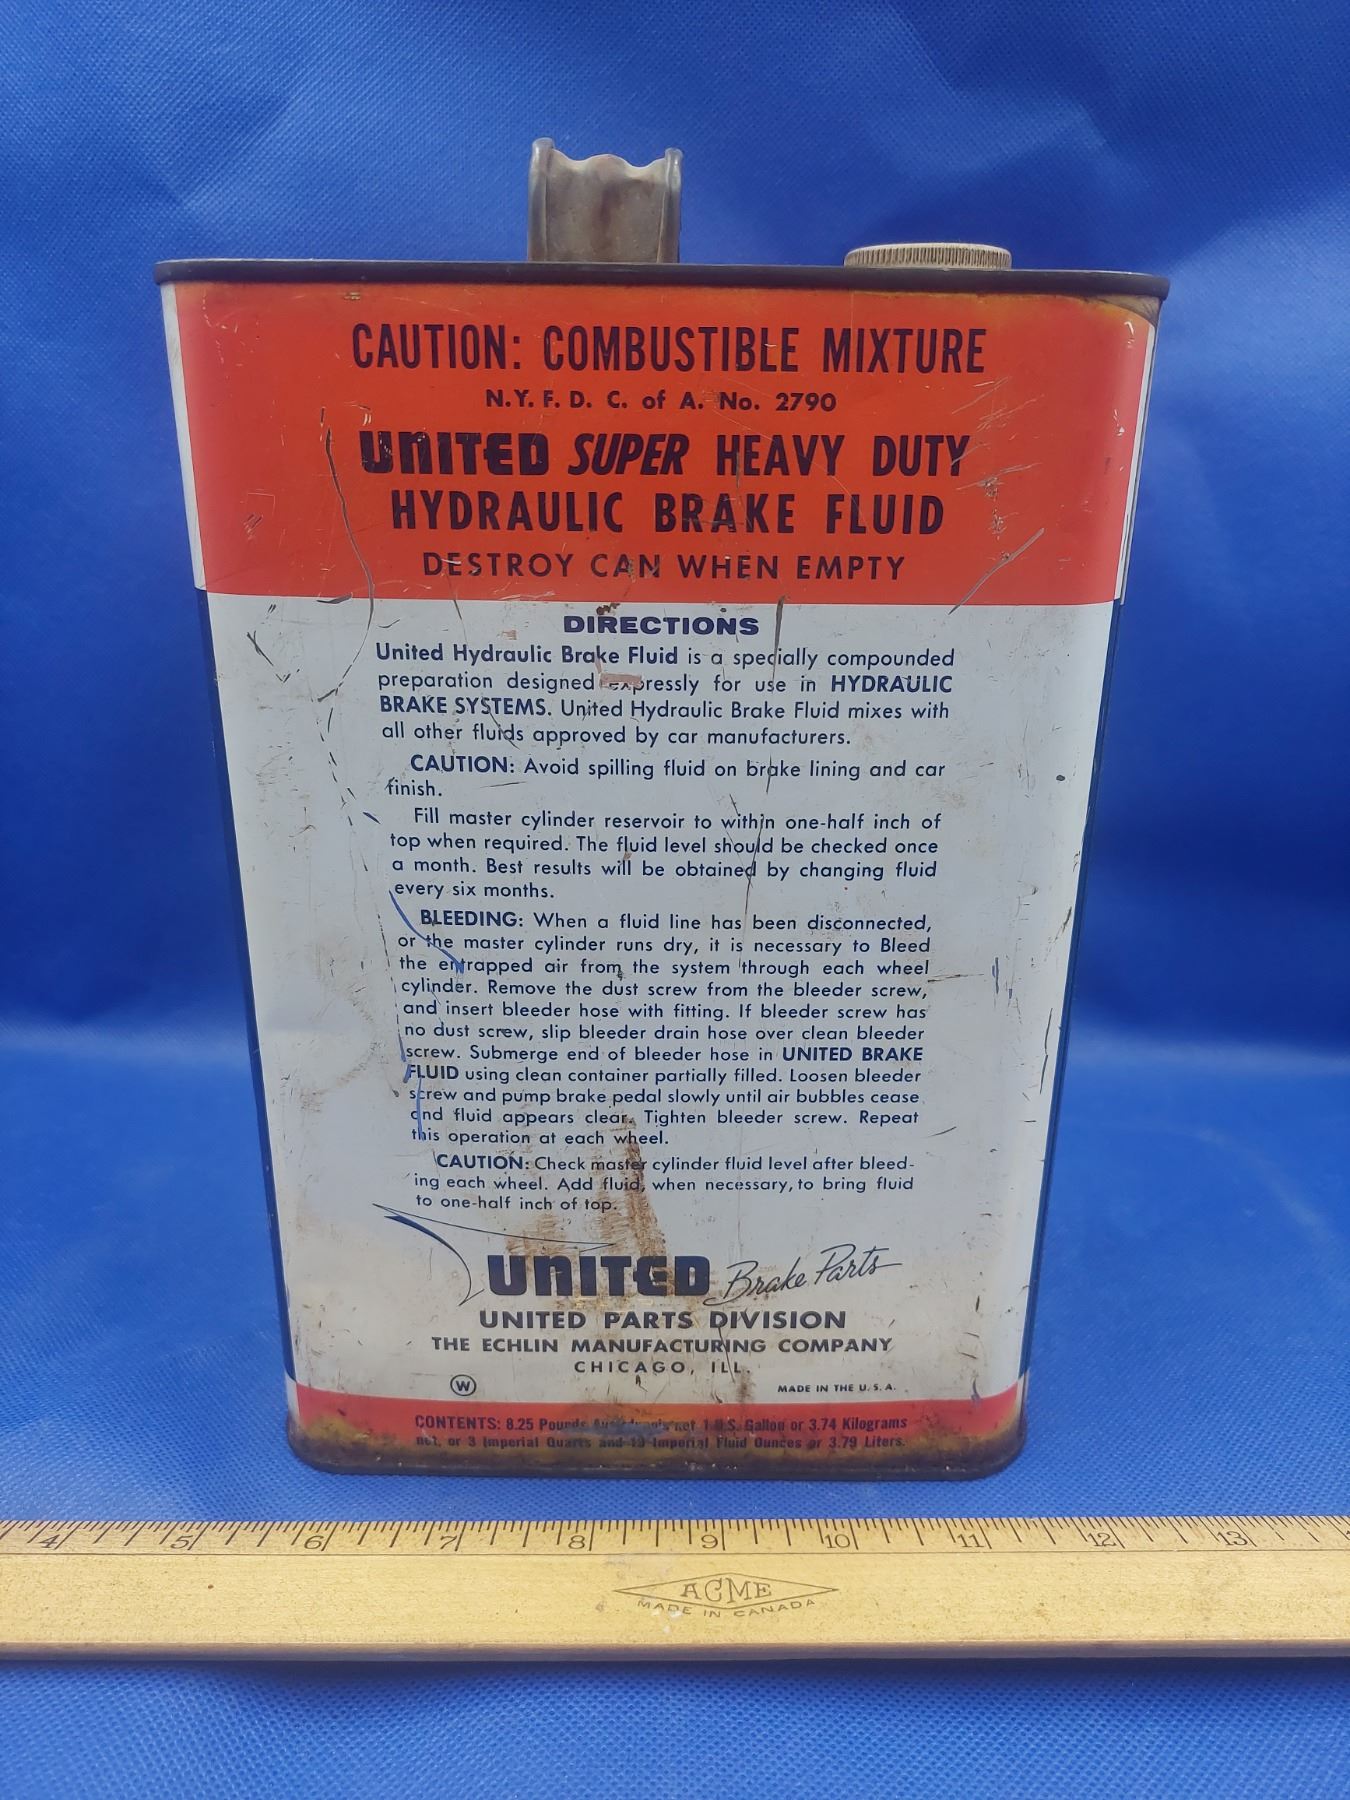 CAUTION: COMBUSTIBLE MIXTURE
N.Y.F.D. C. of A. No. 2790
UNITED SUPER HEAVY DUTY
HYDRAULIC BRAKE FLUID
DESTROY CAN WHEN EMPTY
DIRECTIONS
United Hydraulic Brake Fluid is a specially compounded
preparation designed expressly for use in HYDRAULIC
BRAKE SYSTEMS. United Hydraulic Brake Fluid mixes with
all other fluids approved by car manufacturers.
CAUTION: Avoid spilling fluid on brake lining and car
finish.
Fill master cylinder reservoir to within one-half inch of
top when required. The fluid level should be checked once
a month. Best results will be obtained by changing fluid
every six months.
BLEEDING: When a fluid line has been disconnected,
or the master cylinder runs dry, it is necessary to Bleed
the entrapped air from the system through each wheel
cylinder. Remove the dust screw from the bleeder screw,
and insert bleeder hose with fitting. If bleeder screw has
no dust screw, slip bleeder drain hose over clean bleeder
screw. Submerge end of bleeder hose in UNITED BRAKE
FLUID using clean container partially filled. Loosen bleeder
screw and pump brake pedal slowly until air bubbles cease
and fluid appears clear. Tighten bleeder screw. Repeat
this operation at each wheel.
CAUTION: Check master cylinder fluid level after bleed-
ing each wheel. Add fluid, when necessary, to bring fluid
to one-half inch of top.
UNITED Brake Parts
UNITED PARTS DIVISION
THE ECHLIN MANUFACTURING COMPANY
CHICAGO, ILL.
W MADE IN THE U.S.A.
CONTENTS: 8.25 Pounds net 1 U.S. Gallon or 3.74 Kilograms
net, or 3 Imperial Quarts and Imperial Fluid Ounces or 3.79 Liters.
4 5 6 7 8 9 10 11 12 13
ACME
MADE IN CANADA